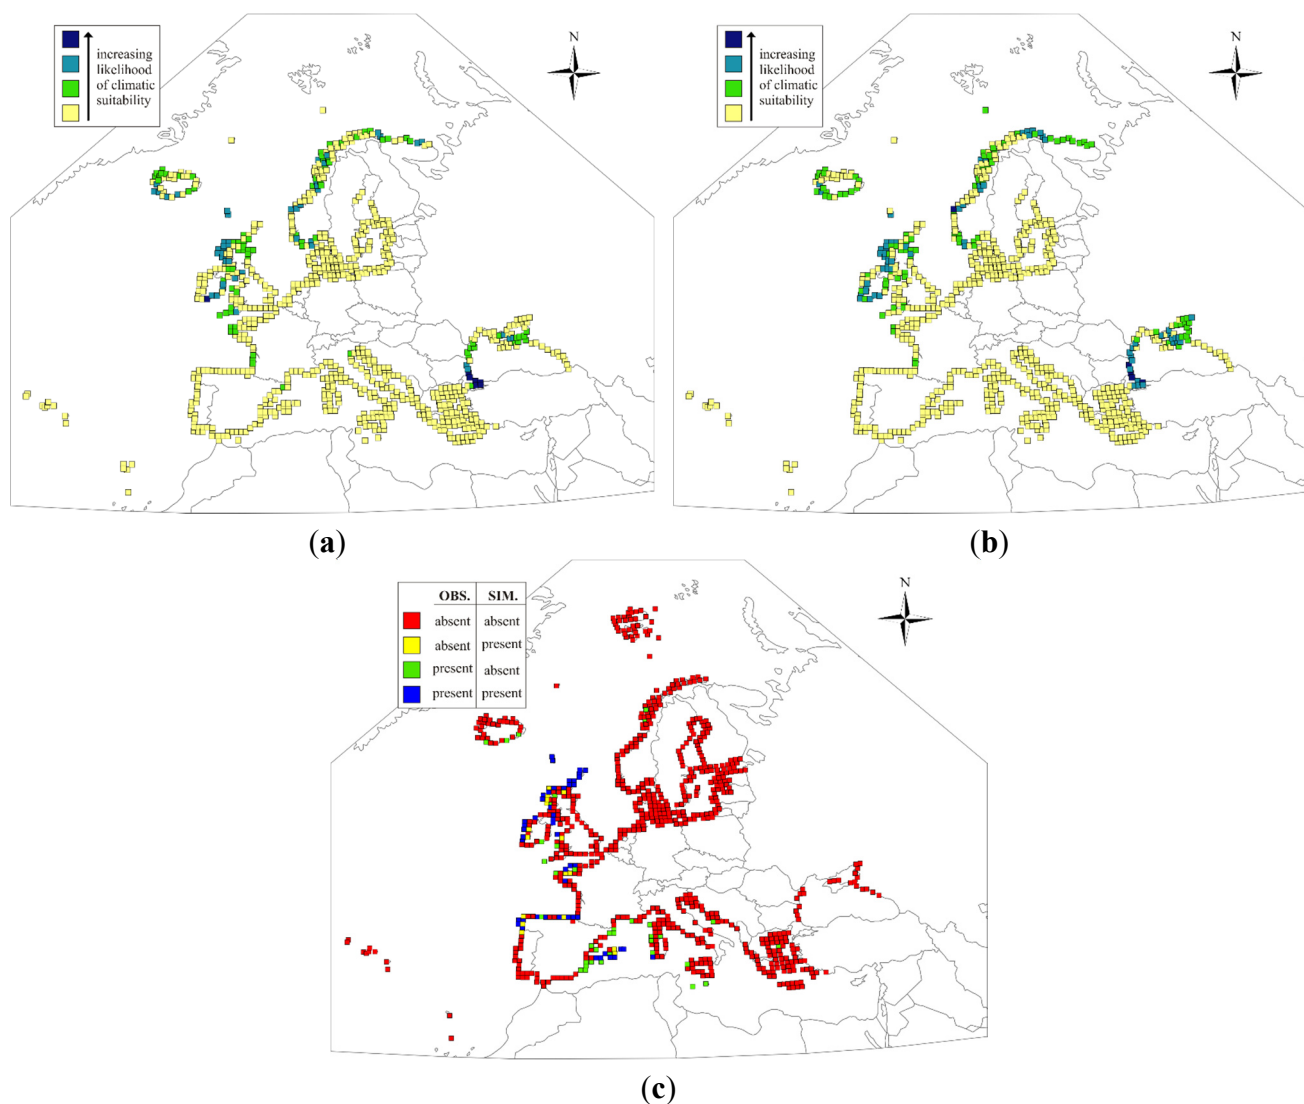 increasing
likelihood
of climatic
suitability
N
(a)
increasing
likelihood
of climatic
suitability
N
(b)
OBS. SIM.
absent absent
absent present
present absent
present present
N
(c)